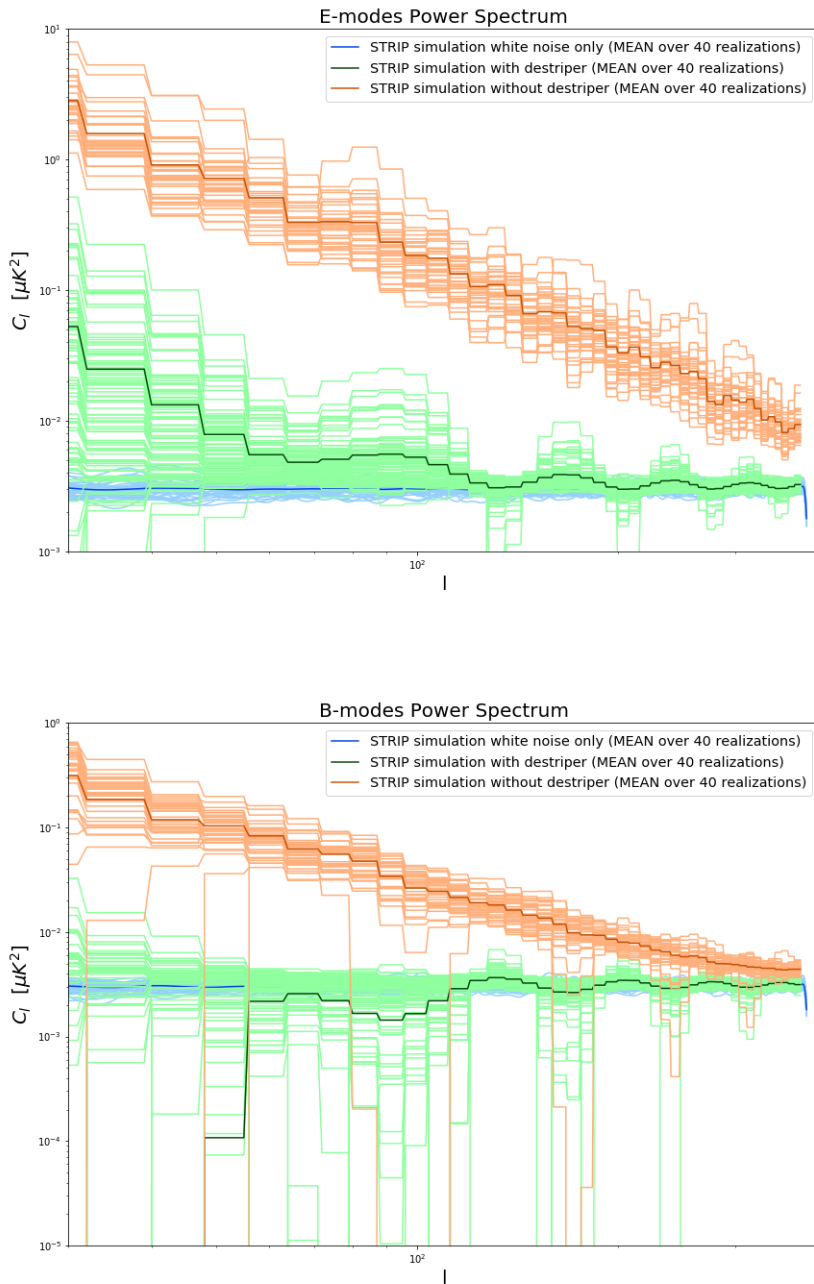 E-modes Power Spectrum
10¹
STRIP simulation white noise only (MEAN over 40 realizations)
STRIP simulation with destriper (MEAN over 40 realizations)
STRIP simulation without destriper (MEAN over 40 realizations)
10⁰
10⁻¹
C_l [μK²]
10⁻²
10⁻³
10²
l
B-modes Power Spectrum
10⁰
STRIP simulation white noise only (MEAN over 40 realizations)
STRIP simulation with destriper (MEAN over 40 realizations)
STRIP simulation without destriper (MEAN over 40 realizations)
10⁻¹
10⁻²
C_l [μK²]
10⁻³
10⁻⁴
10⁻⁵
10²
l